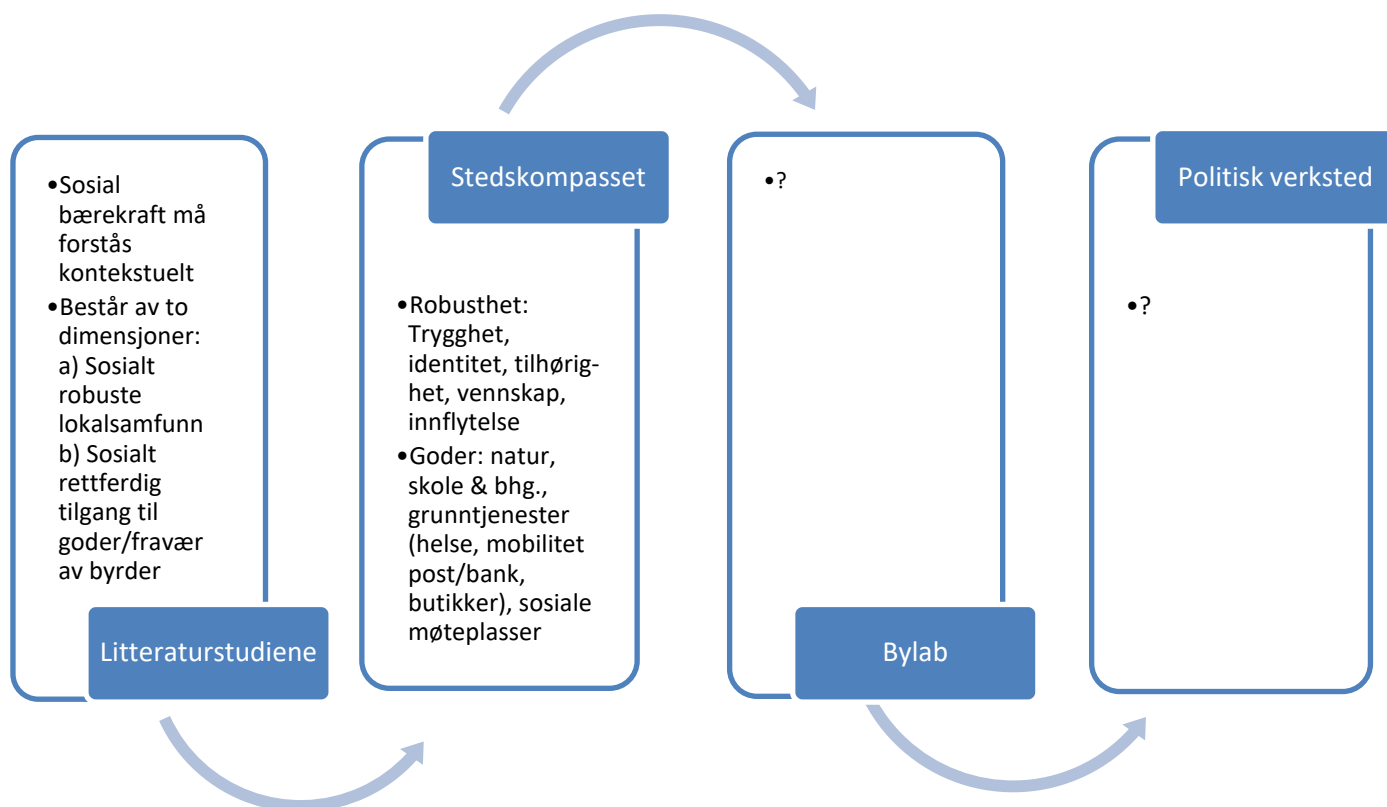 •Sosial
bærekraft må
forstås
kontekstuelt
•Består av to
dimensjoner:
a) Sosialt
robuste
lokalsamfunn
b) Sosialt
rettferdig
tilgang til
goder/fravær
av byrder
Litteraturstudiene
Stedskompasset
•Robusthet:
Trygghet,
identitet, tilhørig-
het, vennskap,
innflytelse
•Goder: natur,
skole & bhg.,
grunntjenester
(helse, mobilitet
post/bank,
butikker), sosiale
møteplasser
•?
Bylab
Politisk verksted
•?